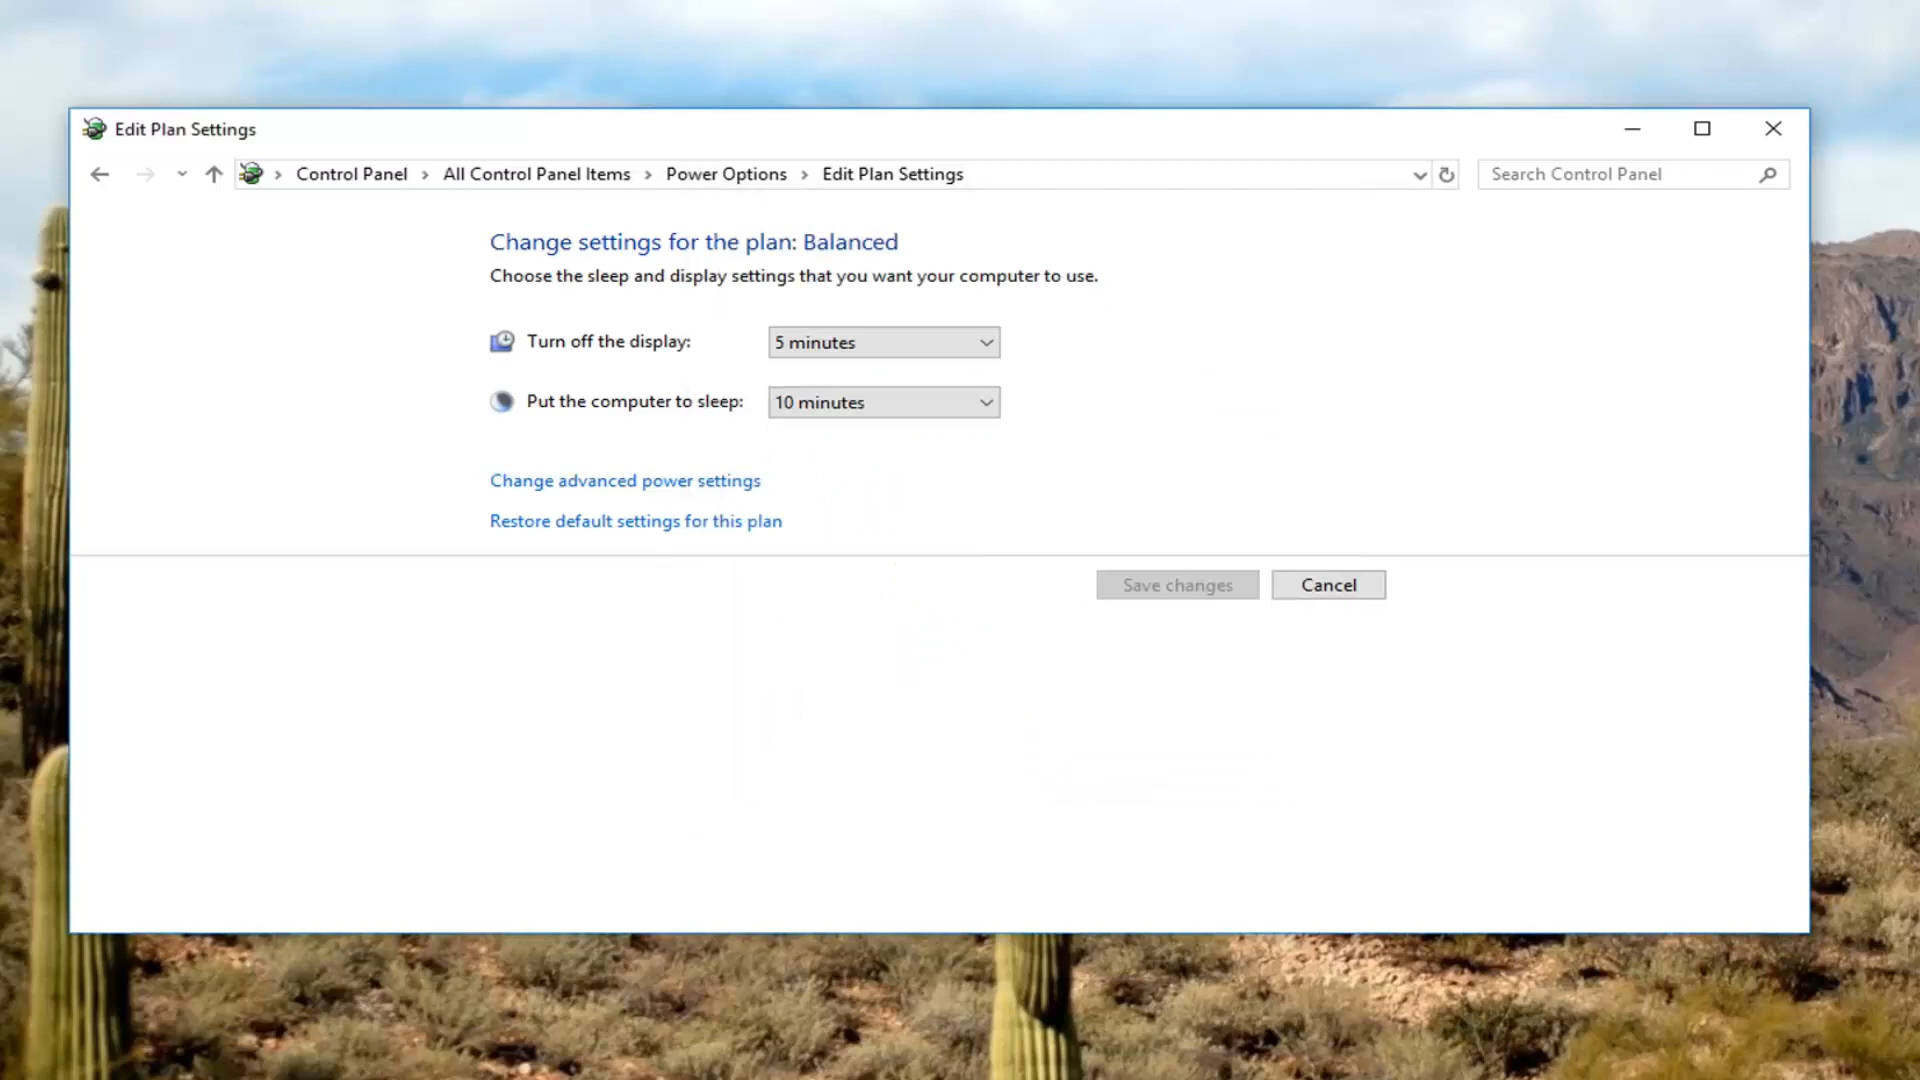 Edit Plan Settings
Control Panel > All Control Panel Items > Power Options > Edit Plan Settings
Search Control Panel
Change settings for the plan: Balanced
Choose the sleep and display settings that you want your computer to use.
Turn off the display: 5 minutes
Put the computer to sleep: 10 minutes
Change advanced power settings
Restore default settings for this plan
Save changes Cancel